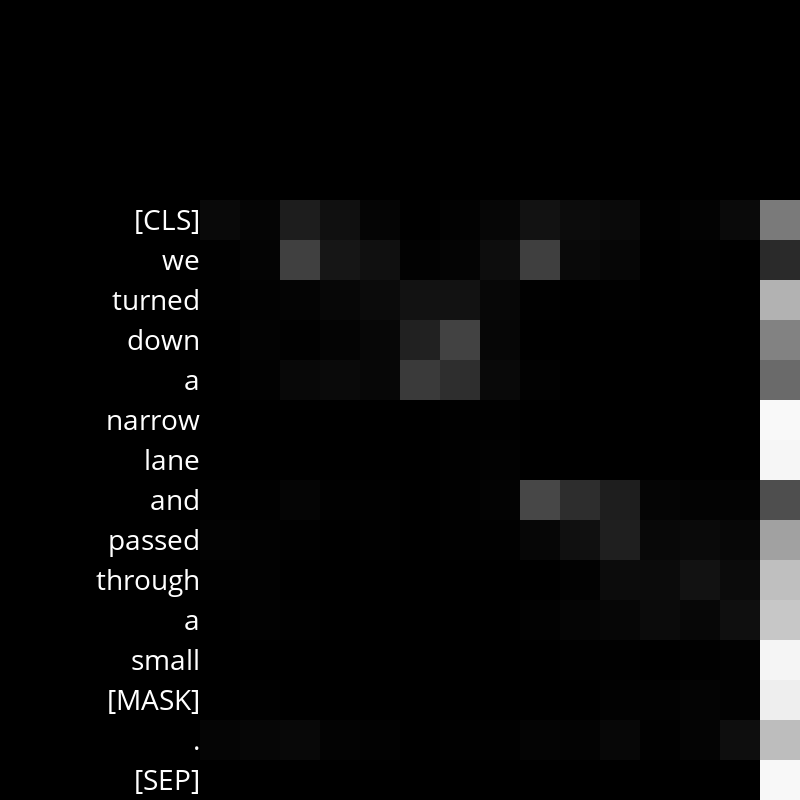 [CLS]
we
turned
down
a
narrow
lane
and
passed
through
a
small
[MASK]
.
[SEP]